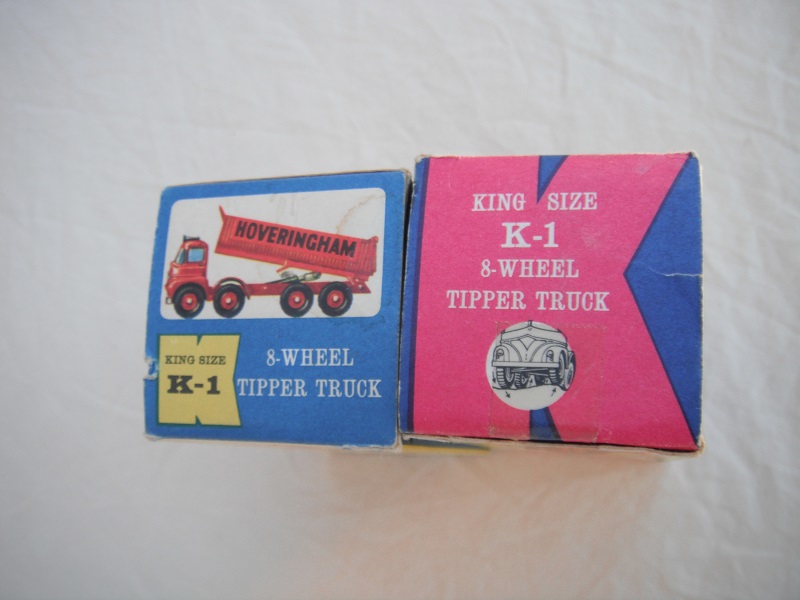 HOVERINGHAM
KING SIZE
K-1
8-WHEEL
TIPPER TRUCK
KING SIZE
K-1
8-WHEEL
TIPPER TRUCK